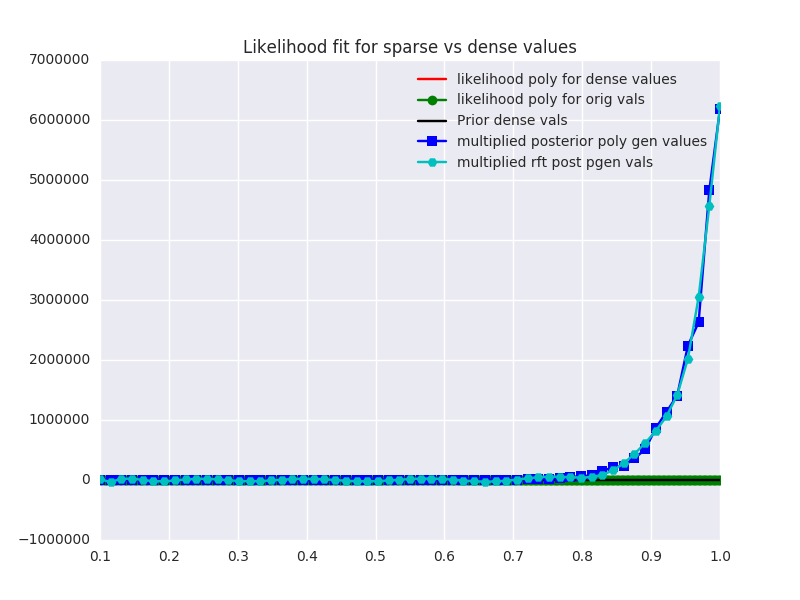 Likelihood fit for sparse vs dense values
7000000
6000000
5000000
4000000
3000000
2000000
1000000
0
−1000000
likelihood poly for dense values
likelihood poly for orig vals
Prior dense vals
multiplied posterior poly gen values
multiplied rft post pgen vals
0.1 0.2 0.3 0.4 0.5 0.6 0.7 0.8 0.9 1.0